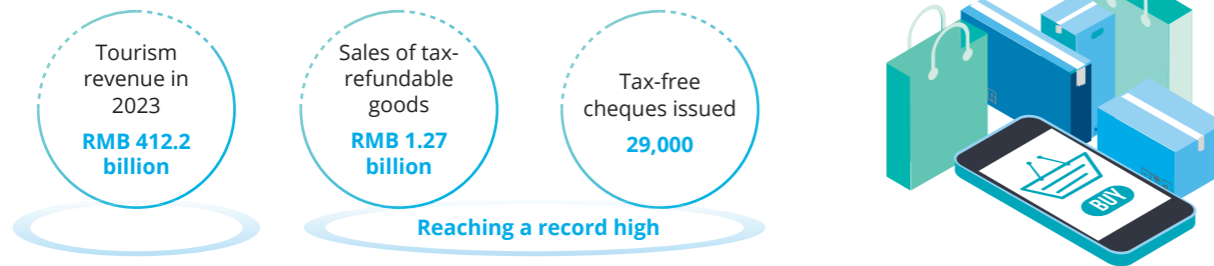 Tourism
revenue in
2023
RMB 412.2
billion
Sales of tax-
refundable
goods
RMB 1.27
billion
Tax-free
cheques issued
29,000
Reaching a record high
BUY